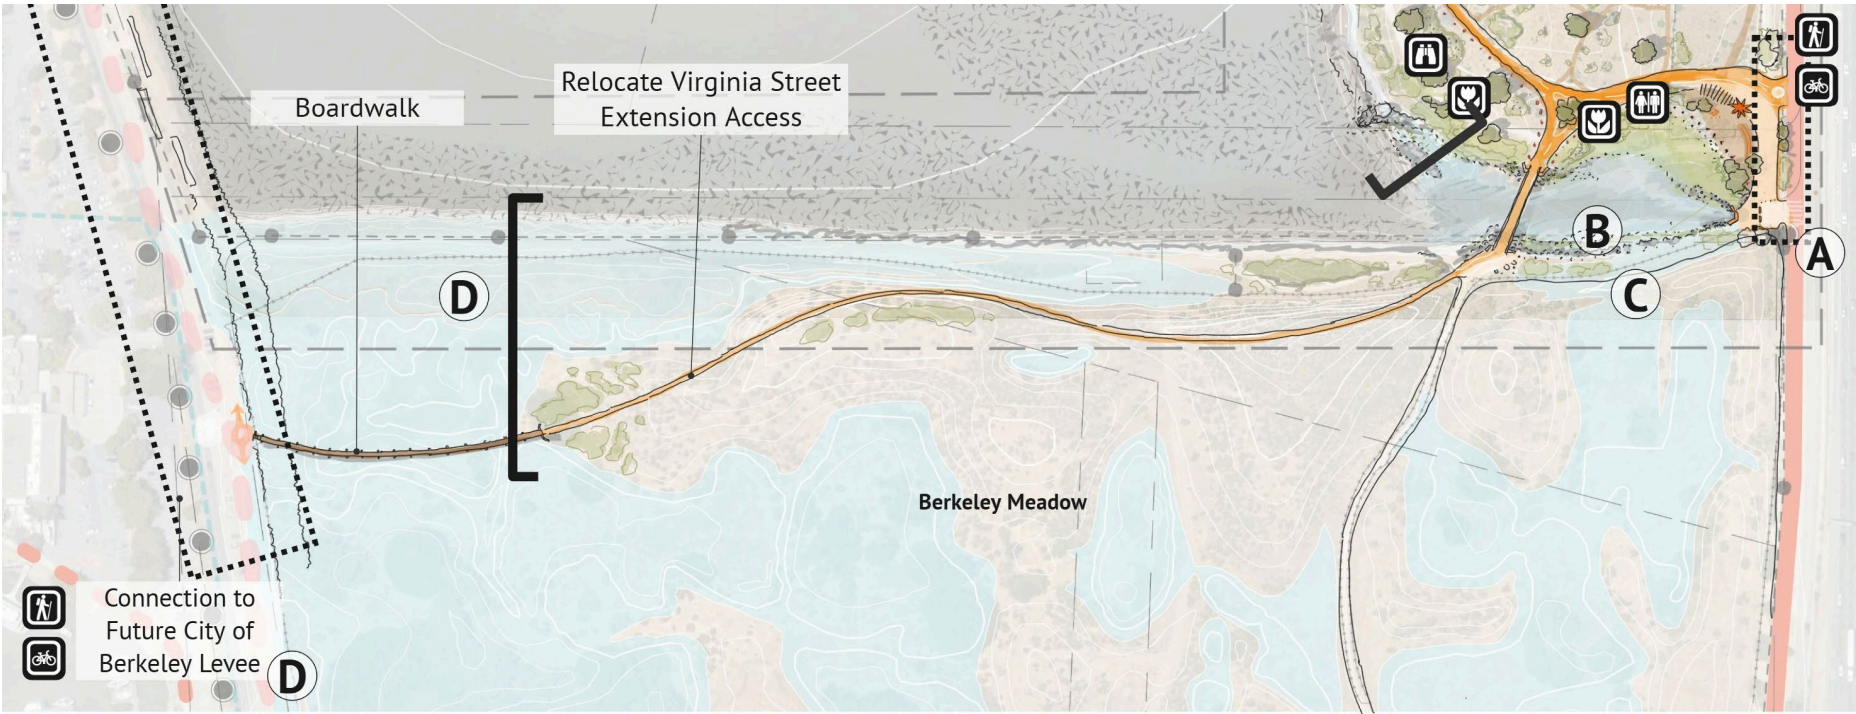 Relocate Virginia Street
Extension Access
Boardwalk
B
A
D
C
Berkeley Meadow
Connection to
Future City of
Berkeley Levee
D